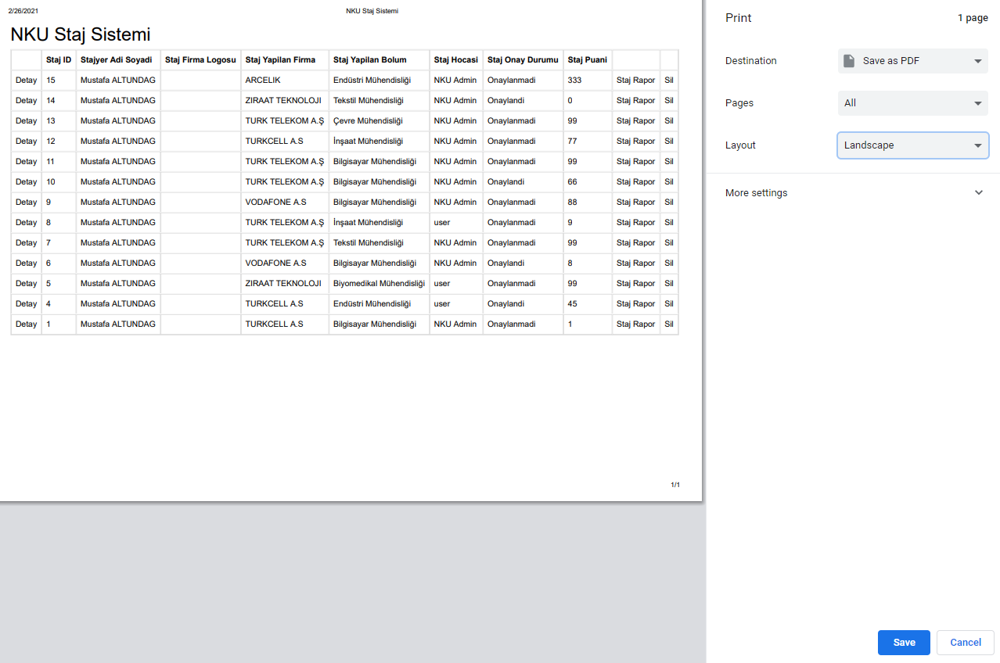 2/26/2021 NKU Staj Sistemi
NKU Staj Sistemi
Staj ID Stajyer Adi Soyadi Staj Firma Logosu Staj Yapilan Firma Staj Yapilan Bolum Staj Hocasi Staj Onay Durumu Staj Puani
Detay 15 Mustafa ALTUNDAG ARCELIK Endüstri Mühendisliği NKU Admin Onaylanmadi 333 Staj Rapor Sil
Detay 14 Mustafa ALTUNDAG ZIRAAT TEKNOLOJI Tekstil Mühendisliği NKU Admin Onaylandi 0 Staj Rapor Sil
Detay 13 Mustafa ALTUNDAG TURK TELEKOM A.Ş Çevre Mühendisliği NKU Admin Onaylanmadi 99 Staj Rapor Sil
Detay 12 Mustafa ALTUNDAG TURKCELL A.S İnşaat Mühendisliği NKU Admin Onaylanmadi 77 Staj Rapor Sil
Detay 11 Mustafa ALTUNDAG TURK TELEKOM A.Ş Bilgisayar Mühendisliği NKU Admin Onaylanmadi 99 Staj Rapor Sil
Detay 10 Mustafa ALTUNDAG TURK TELEKOM A.Ş Bilgisayar Mühendisliği NKU Admin Onaylandi 66 Staj Rapor Sil
Detay 9 Mustafa ALTUNDAG VODAFONE A.S Bilgisayar Mühendisliği NKU Admin Onaylanmadi 88 Staj Rapor Sil
Detay 8 Mustafa ALTUNDAG TURK TELEKOM A.Ş İnşaat Mühendisliği user Onaylanmadi 9 Staj Rapor Sil
Detay 7 Mustafa ALTUNDAG TURK TELEKOM A.Ş Tekstil Mühendisliği NKU Admin Onaylanmadi 99 Staj Rapor Sil
Detay 6 Mustafa ALTUNDAG VODAFONE A.S Bilgisayar Mühendisliği NKU Admin Onaylandi 8 Staj Rapor Sil
Detay 5 Mustafa ALTUNDAG ZIRAAT TEKNOLOJI Biyomedikal Mühendisliği user Onaylanmadi 99 Staj Rapor Sil
Detay 4 Mustafa ALTUNDAG TURKCELL A.S Endüstri Mühendisliği user Onaylandi 45 Staj Rapor Sil
Detay 1 Mustafa ALTUNDAG TURKCELL A.S Bilgisayar Mühendisliği NKU Admin Onaylanmadi 1 Staj Rapor Sil
1/1
Print 1 page
Destination Save as PDF
Pages All
Layout Landscape
More settings
Save Cancel